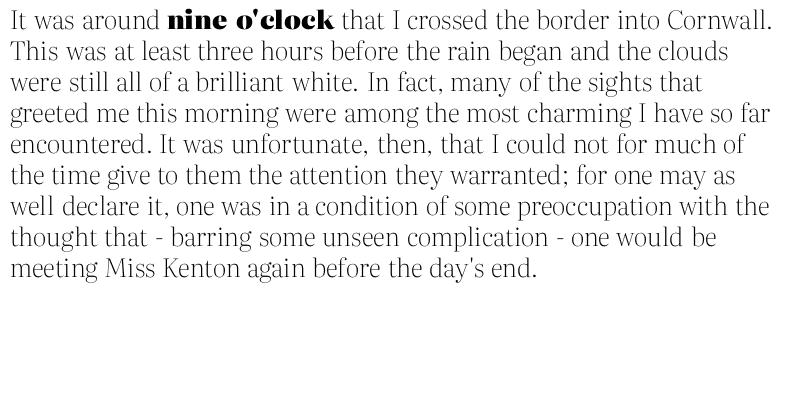 It was around nine o'clock that I crossed the border into Cornwall.
This was at least three hours before the rain began and the clouds
were still all of a brilliant white. In fact, many of the sights that
greeted me this morning were among the most charming I have so far
encountered. It was unfortunate, then, that I could not for much of
the time give to them the attention they warranted; for one may as
well declare it, one was in a condition of some preoccupation with the
thought that - barring some unseen complication - one would be
meeting Miss Kenton again before the day's end.